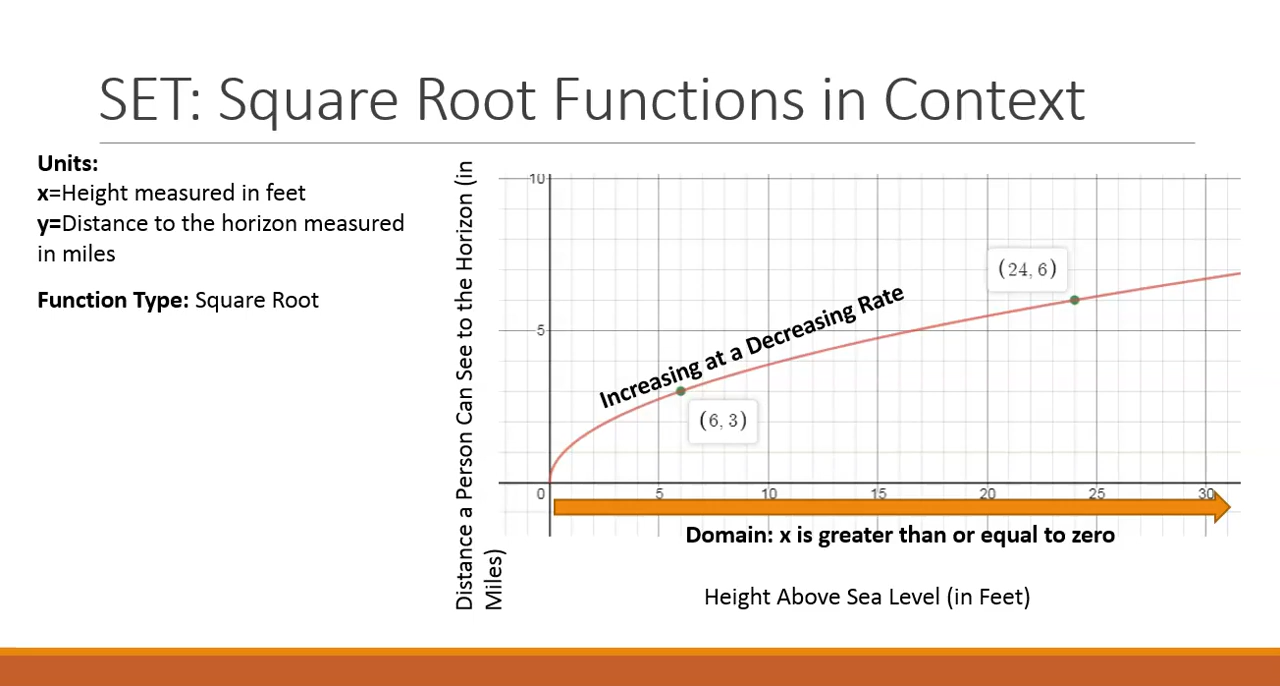 SET: Square Root Functions in Context
Units:
x=Height measured in feet
y=Distance to the horizon measured
in miles
Function Type: Square Root
Distance a Person Can See to the Horizon (in
Miles)
10
5
0
5
10
15
20
25
30
(24, 6)
Increasing at a Decreasing Rate
(6, 3)
Domain: x is greater than or equal to zero
Height Above Sea Level (in Feet)